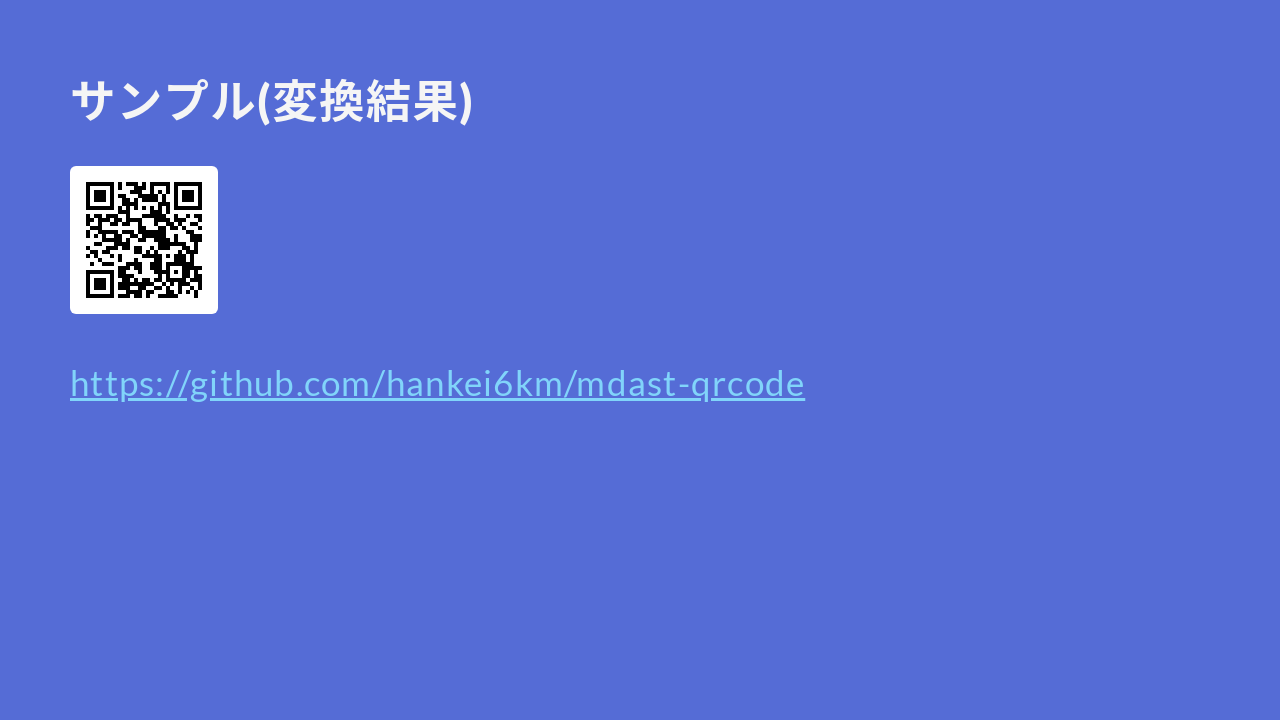 サンプル(変換結果)
https://github.com/hankei6km/mdast-qrcode